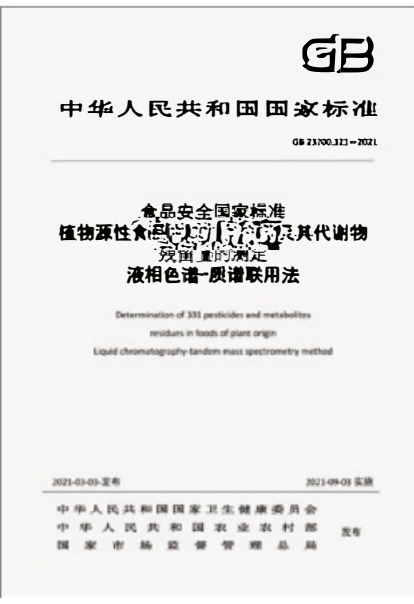 GB
中华人民共和国国家标准
2021
食品安全国家标准
植物源性食品 及其代谢物
残留量的测定
液相色谱-质谱联用法
Determination of 331 pesticides and metabolites
residues in foods of plant origin
Liquid chromatography-tandem mass spectrometry method
2021-03-03-发布
2021-09-03 实施
中华人民共和国国家卫生健康委员会
中华人民共和国农业农村部
国家市场监督管理总局
发布